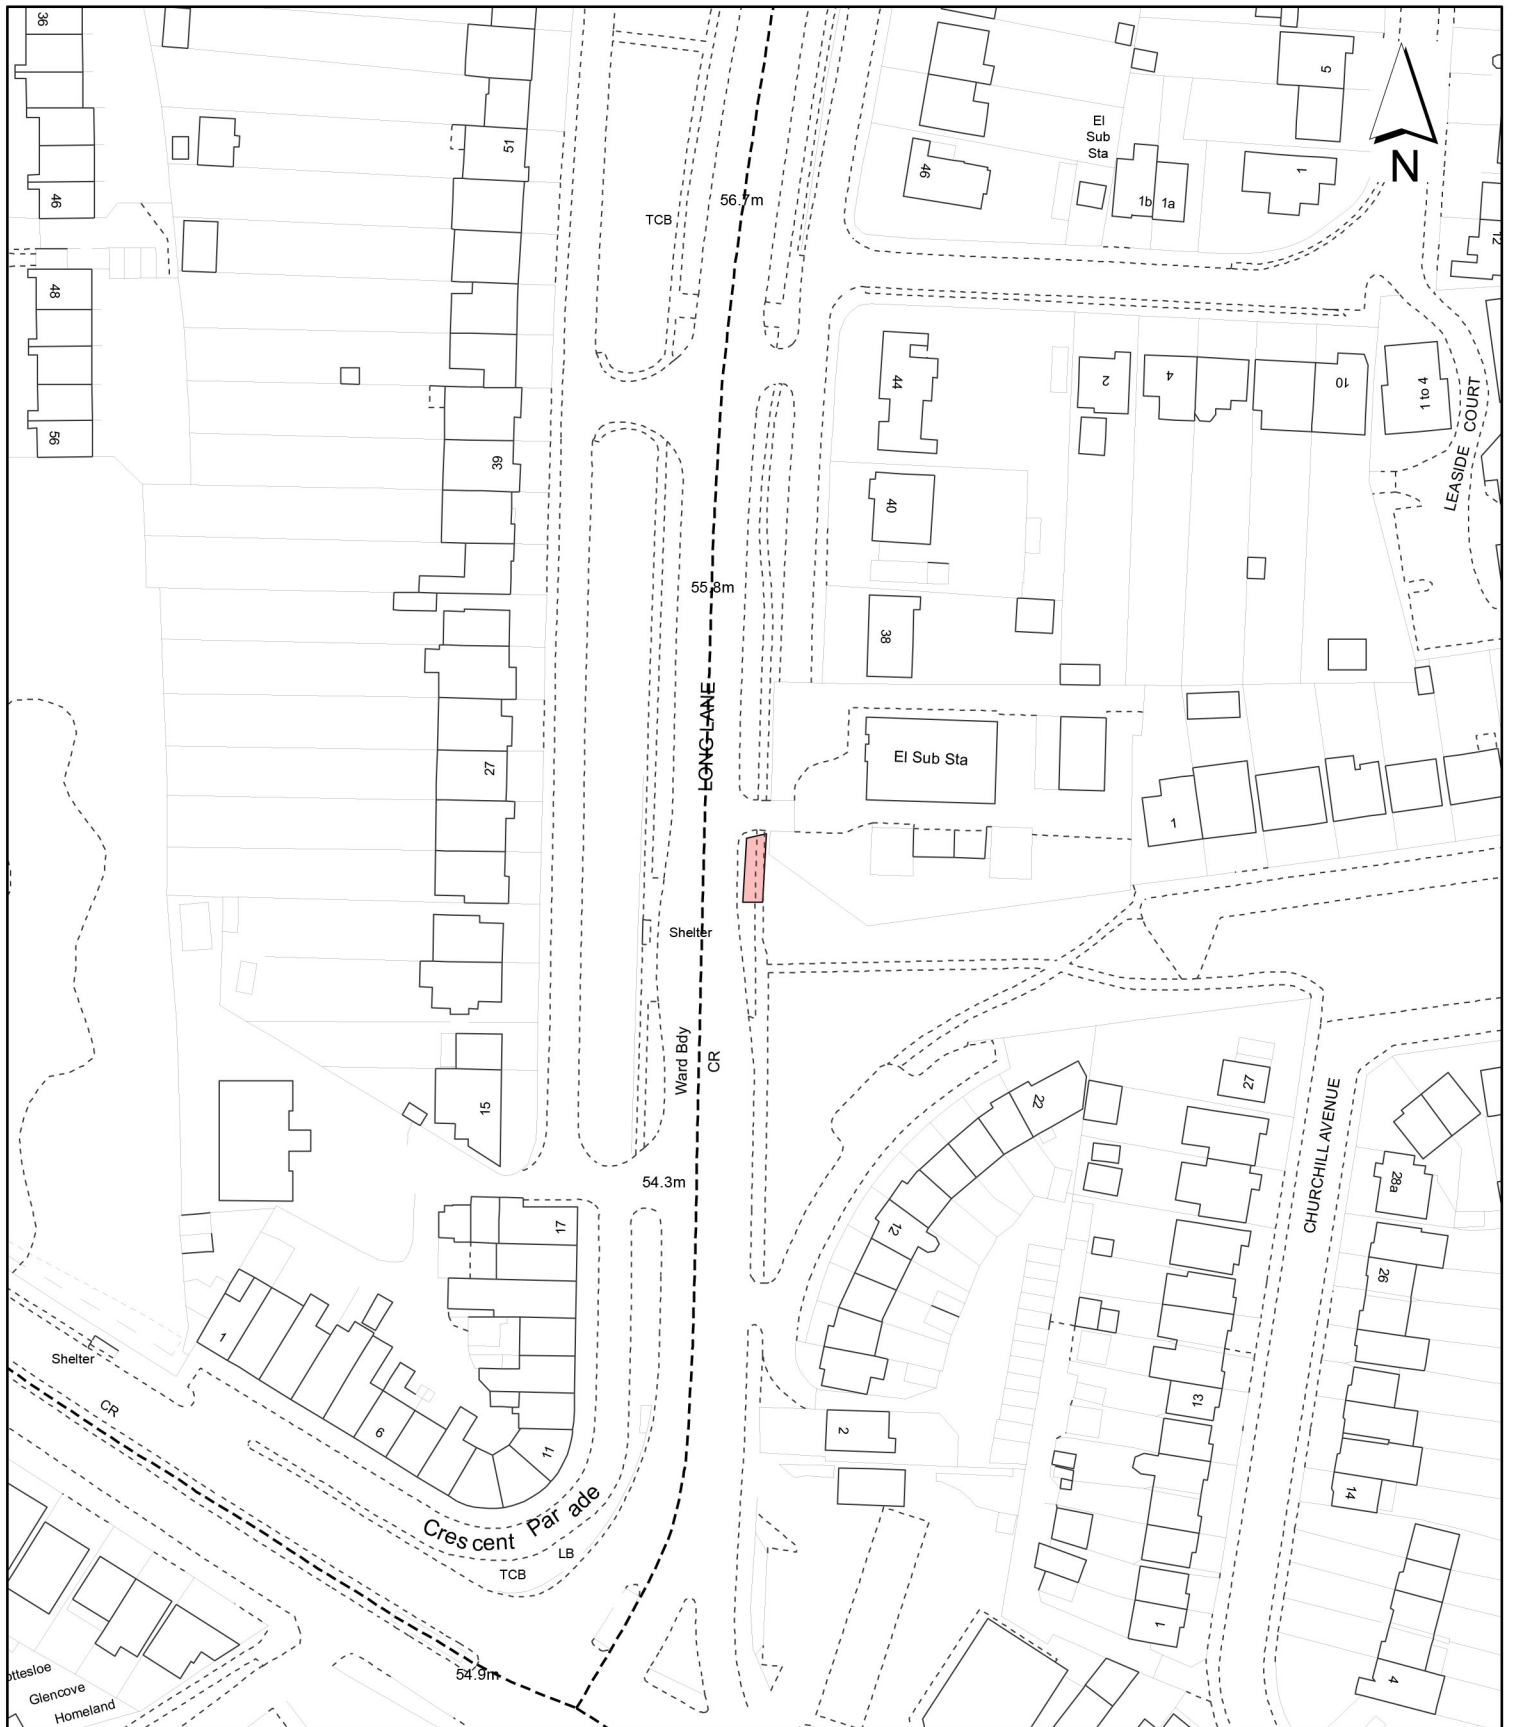 36
5
51
El
Sub
Sta
46
1b
1a
1
46
56.7m
N
TCB
12
48
44
2
4
10
1 to 4
LEASIDE COURT
56
39
40
55.8m
38
LONG LANE
27
El Sub Sta
1
Shelter
Ward Bdy
CR
15
22
27
CHURCHILL AVENUE
28a
54.3m
17
12
26
1
Shelter
CR
6
11
2
13
14
Crescent Parade
LB
TCB
1
54.9m
4
ottesloe
Glencove
Homeland